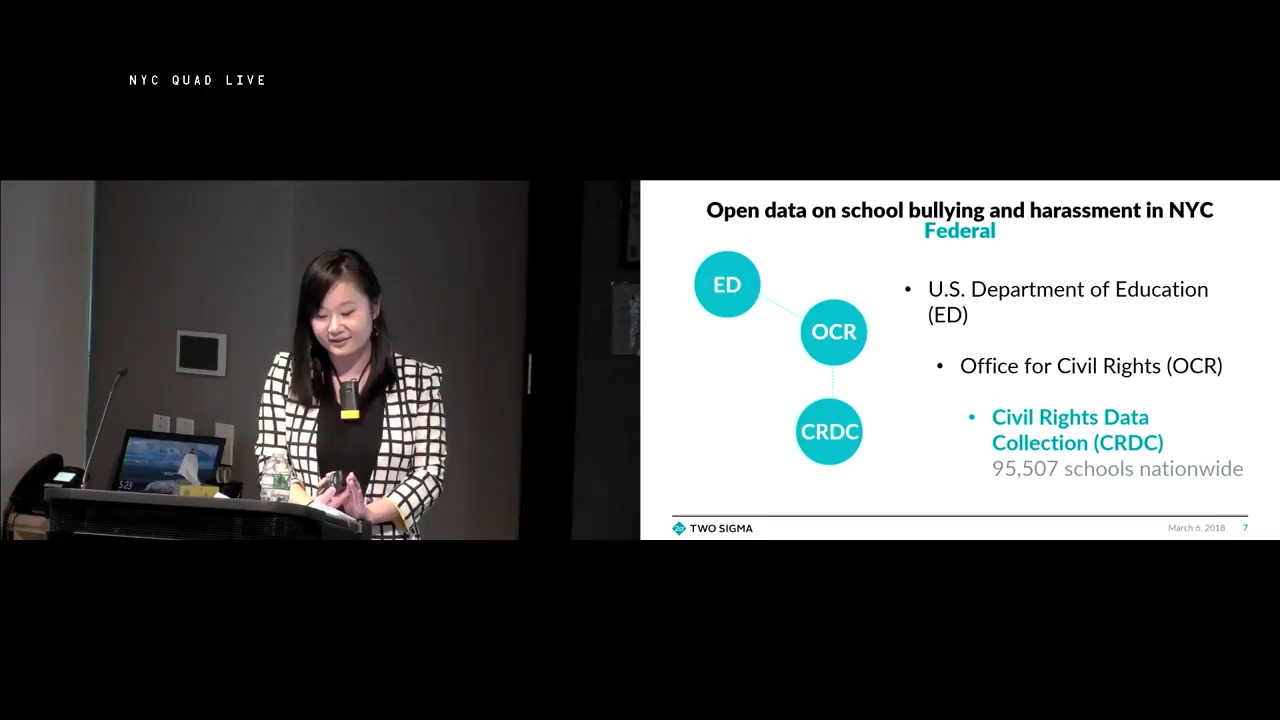 NYC QUAD LIVE
Open data on school bullying and harassment in NYC
Federal
ED
OCR
CRDC
• U.S. Department of Education
(ED)
• Office for Civil Rights (OCR)
• Civil Rights Data
Collection (CRDC)
95,507 schools nationwide
5:23
TWO SIGMA
March 6, 2018
7